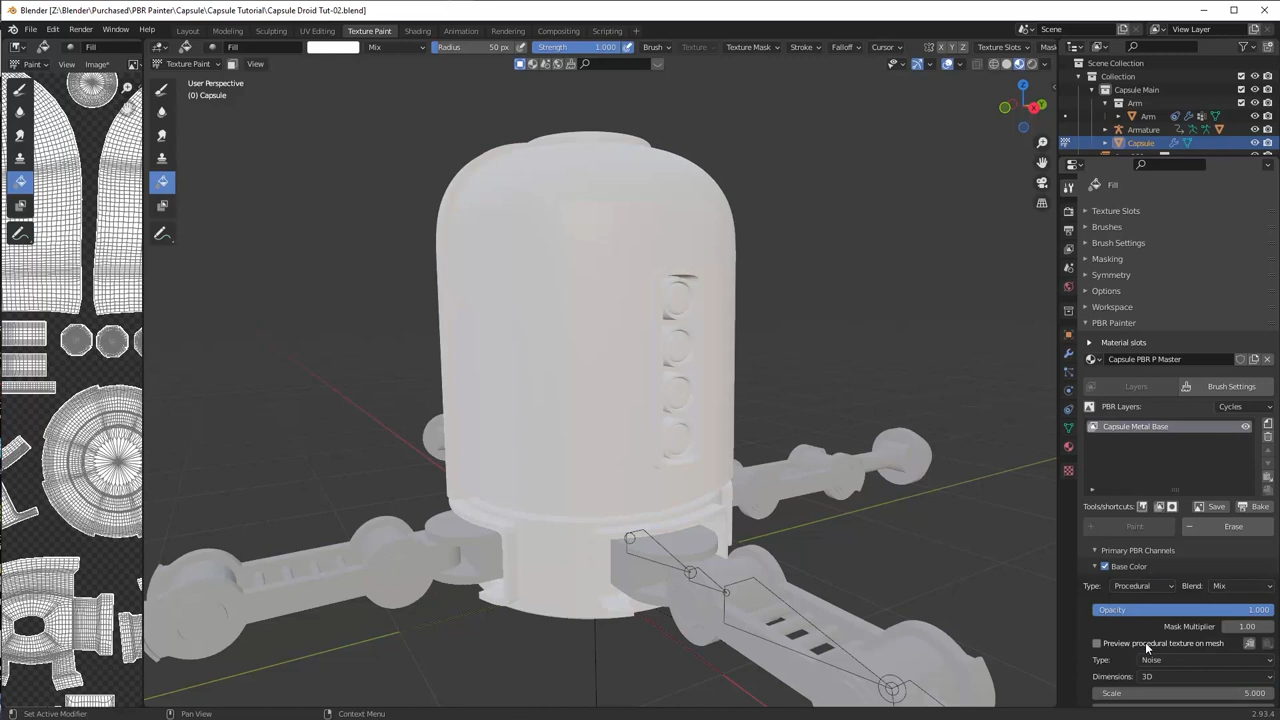 Blender [Z:\Blender\Purchased\PBR Painter\Capsule\Capsule Tutorial\Capsule Droid Tut-02.blend]
File Edit Render Window Help Layout Modeling Sculpting UV Editing Texture Paint Shading Animation Rendering Compositing Scripting + Scene View Layer
Fill Fill Mix Radius 50 px Strength 1.000 Brush Texture Texture Mask Stroke Falloff Cursor X Y Z Texture Slots Mask
Paint View Image* Texture Paint View
Scene Collection
Collection
Capsule Main
Arm
Arm
Armature
Capsule
User Perspective
(0) Capsule
Fill
Texture Slots
Brushes
Brush Settings
Masking
Symmetry
Options
Workspace
PBR Painter
Material slots
Capsule PBR P Master
Layers Brush Settings
PBR Layers: Cycles
Capsule Metal Base
Tools/shortcuts: Save Bake
Paint Erase
Primary PBR Channels
Base Color
Type: Procedural Blend: Mix
Opacity 1.000
Mask Multiplier 1.00
Preview procedural texture on mesh
Type: Noise
Dimensions: 3D
Scale 5.000
Set Active Modifier Pan View Context Menu 2.93.4